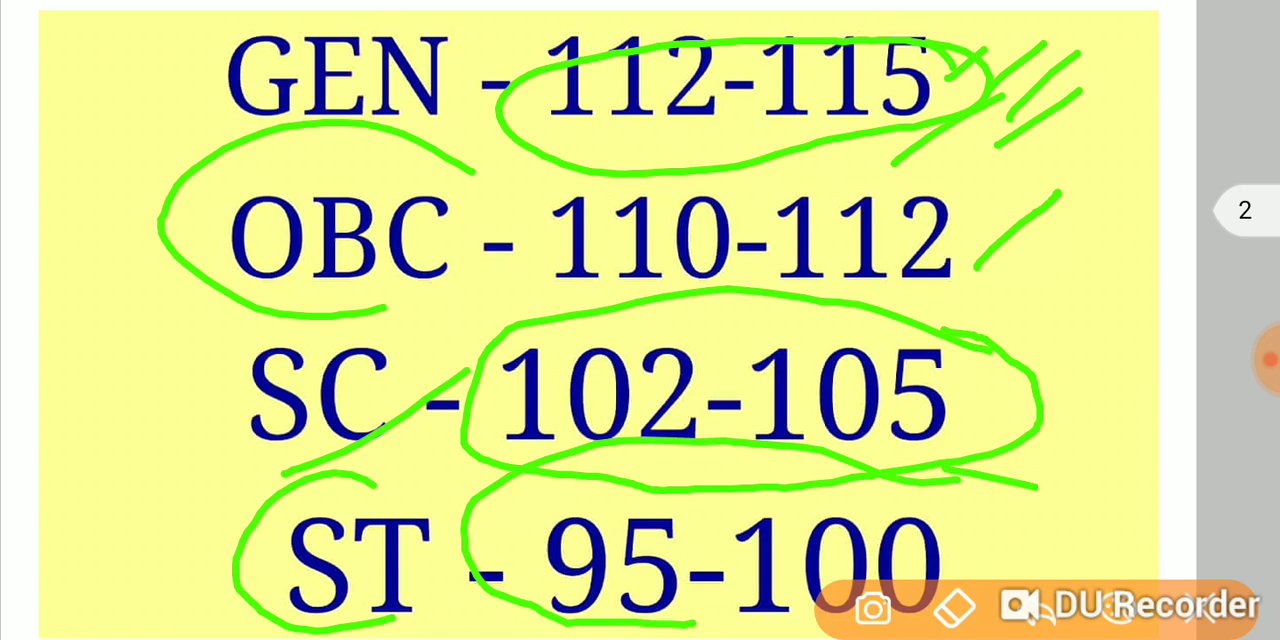 GEN - 112-115
OBC - 110-112
2
SC - 102-105
ST - 95-100
DU Recorder